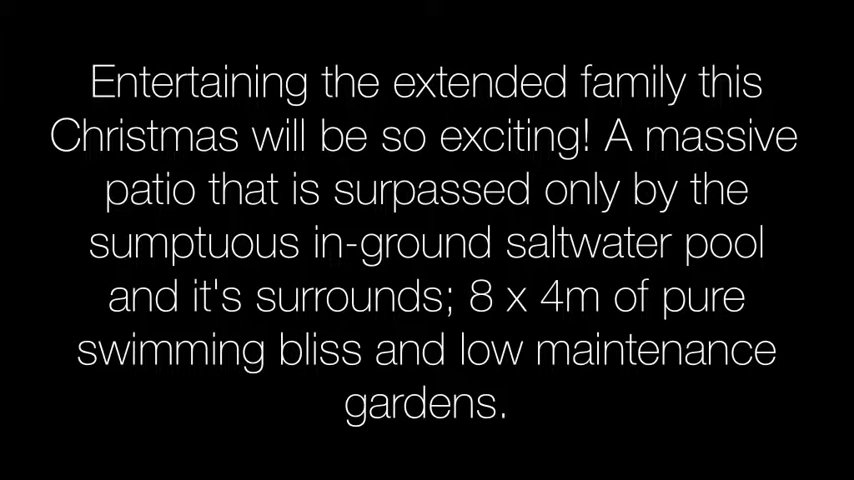 Entertaining the extended family this
Christmas will be so exciting! A massive
patio that is surpassed only by the
sumptuous in-ground saltwater pool
and it's surrounds; 8 x 4m of pure
swimming bliss and low maintenance
gardens.